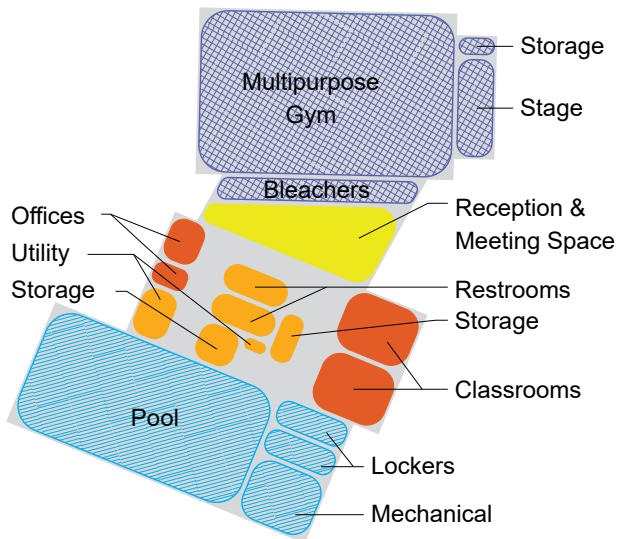 Storage
Multipurpose
Gym
Stage
Bleachers
Reception &
Meeting Space
Offices
Utility
Storage
Restrooms
Storage
Classrooms
Pool
Lockers
Mechanical